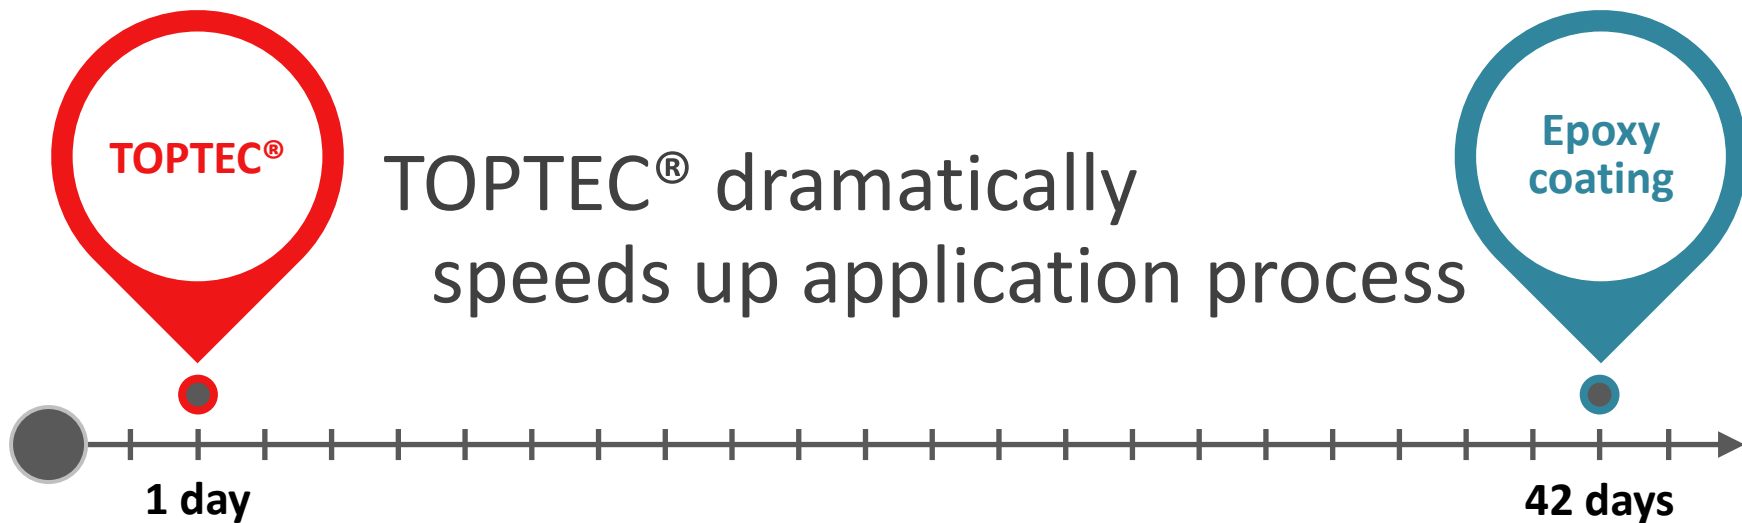 TOPTEC®
TOPTEC® dramatically
speeds up application process
Epoxy
coating
1 day
42 days